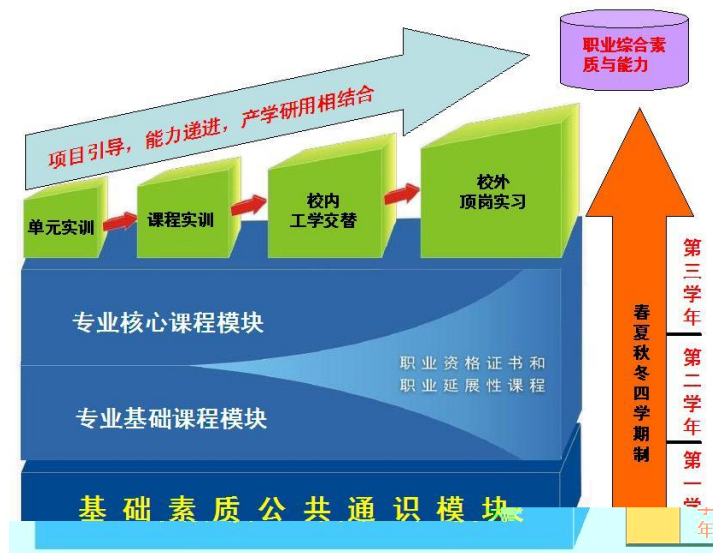 职业综合素
质与能力
项目引导，能力递进，产学研用相结合
单元实训
课程实训
校内
工学交替
校外
顶岗实习
专业核心课程模块
职业资格证书和
职业延展性课程
专业基础课程模块
基础素质公共通识模块
春夏秋冬四学期制
第三学年
第二学年
第一学年